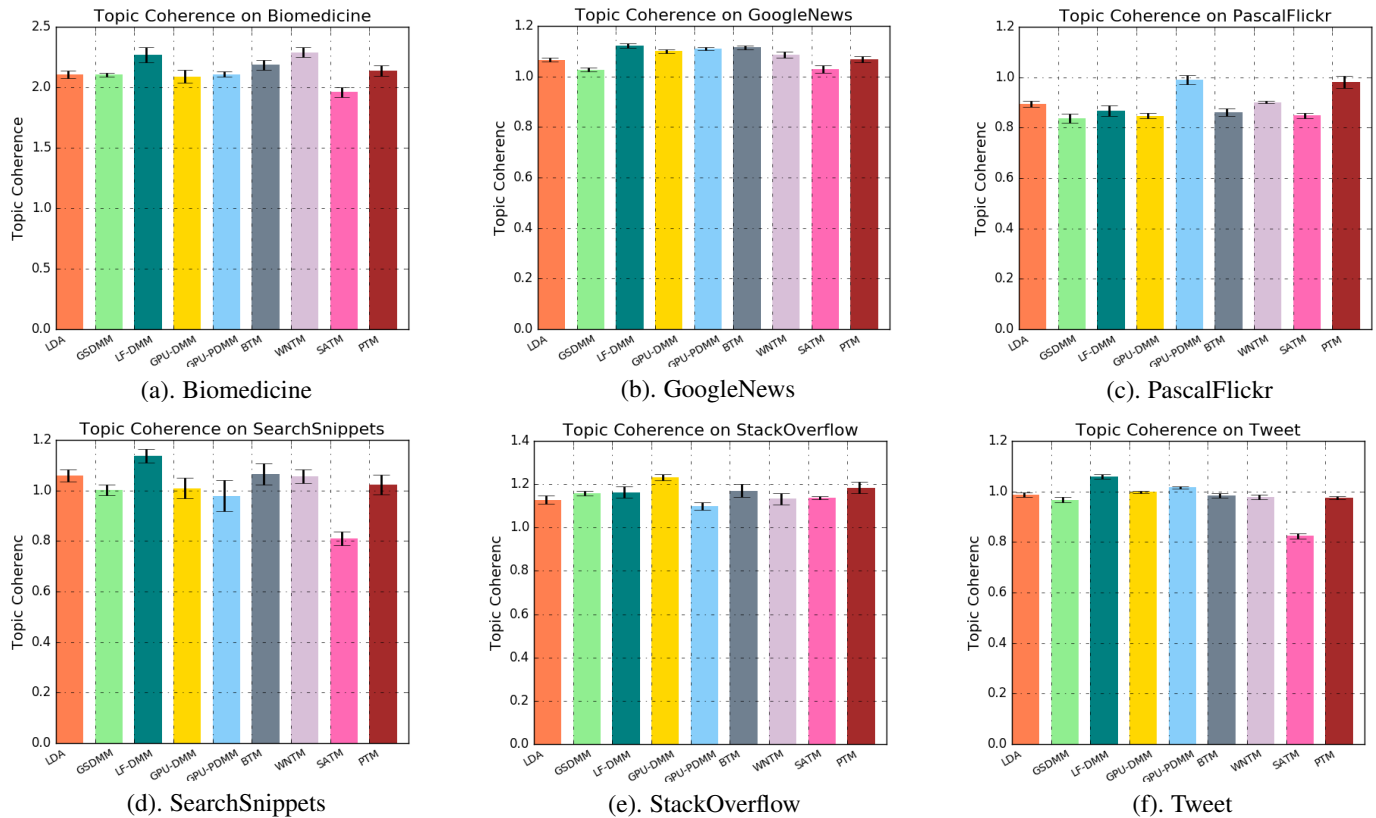 Topic Coherence on Biomedicine
2.5
2.0
1.5
1.0
0.5
0.0
Topic Coherence
LDA
GSDMM
LF-DMM
GPU-DMM
GPU-PDMM
BTM
WNTM
SATM
PTM
(a). Biomedicine
Topic Coherence on GoogleNews
1.2
1.0
0.8
0.6
0.4
0.2
0.0
Topic Coherenc
LDA
GSDMM
LF-DMM
GPU-DMM
GPU-PDMM
BTM
WNTM
SATM
PTM
(b). GoogleNews
Topic Coherence on PascalFlickr
1.2
1.0
0.8
0.6
0.4
0.2
0.0
Topic Coherenc
LDA
GSDMM
LF-DMM
GPU-DMM
GPU-PDMM
BTM
WNTM
SATM
PTM
(c). PascalFlickr
Topic Coherence on SearchSnippets
1.2
1.0
0.8
0.6
0.4
0.2
0.0
Topic Coherenc
LDA
GSDMM
LF-DMM
GPU-DMM
GPU-PDMM
BTM
WNTM
SATM
PTM
(d). SearchSnippets
Topic Coherence on StackOverflow
1.4
1.2
1.0
0.8
0.6
0.4
0.2
0.0
Topic Coherenc
LDA
GSDMM
LF-DMM
GPU-DMM
GPU-PDMM
BTM
WNTM
SATM
PTM
(e). StackOverflow
Topic Coherence on Tweet
1.2
1.0
0.8
0.6
0.4
0.2
0.0
Topic Coherenc
LDA
GSDMM
LF-DMM
GPU-DMM
GPU-PDMM
BTM
WNTM
SATM
PTM
(f). Tweet